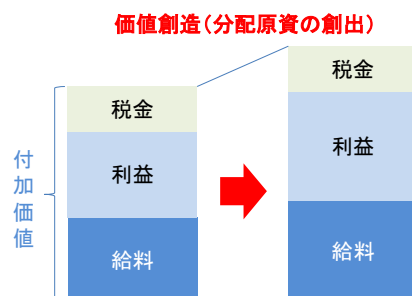 価値創造（分配原資の創出）
税金
利益
給料
付加価値
税金
利益
給料